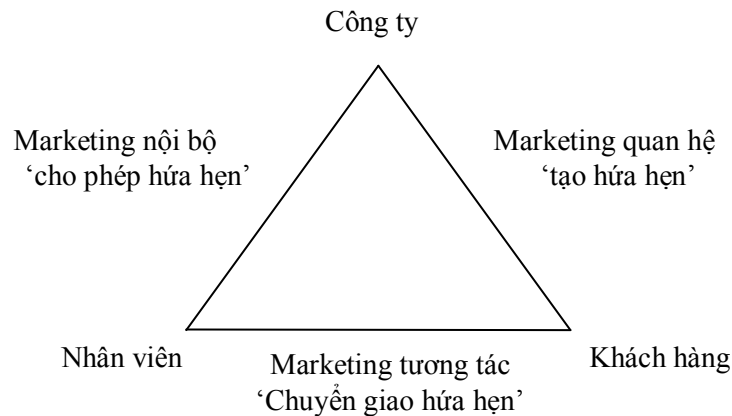 Công ty
Marketing nội bộ
‘cho phép hứa hẹn’
Marketing quan hệ
‘tạo hứa hẹn’
Nhân viên
Marketing tương tác
‘Chuyển giao hứa hẹn’
Khách hàng